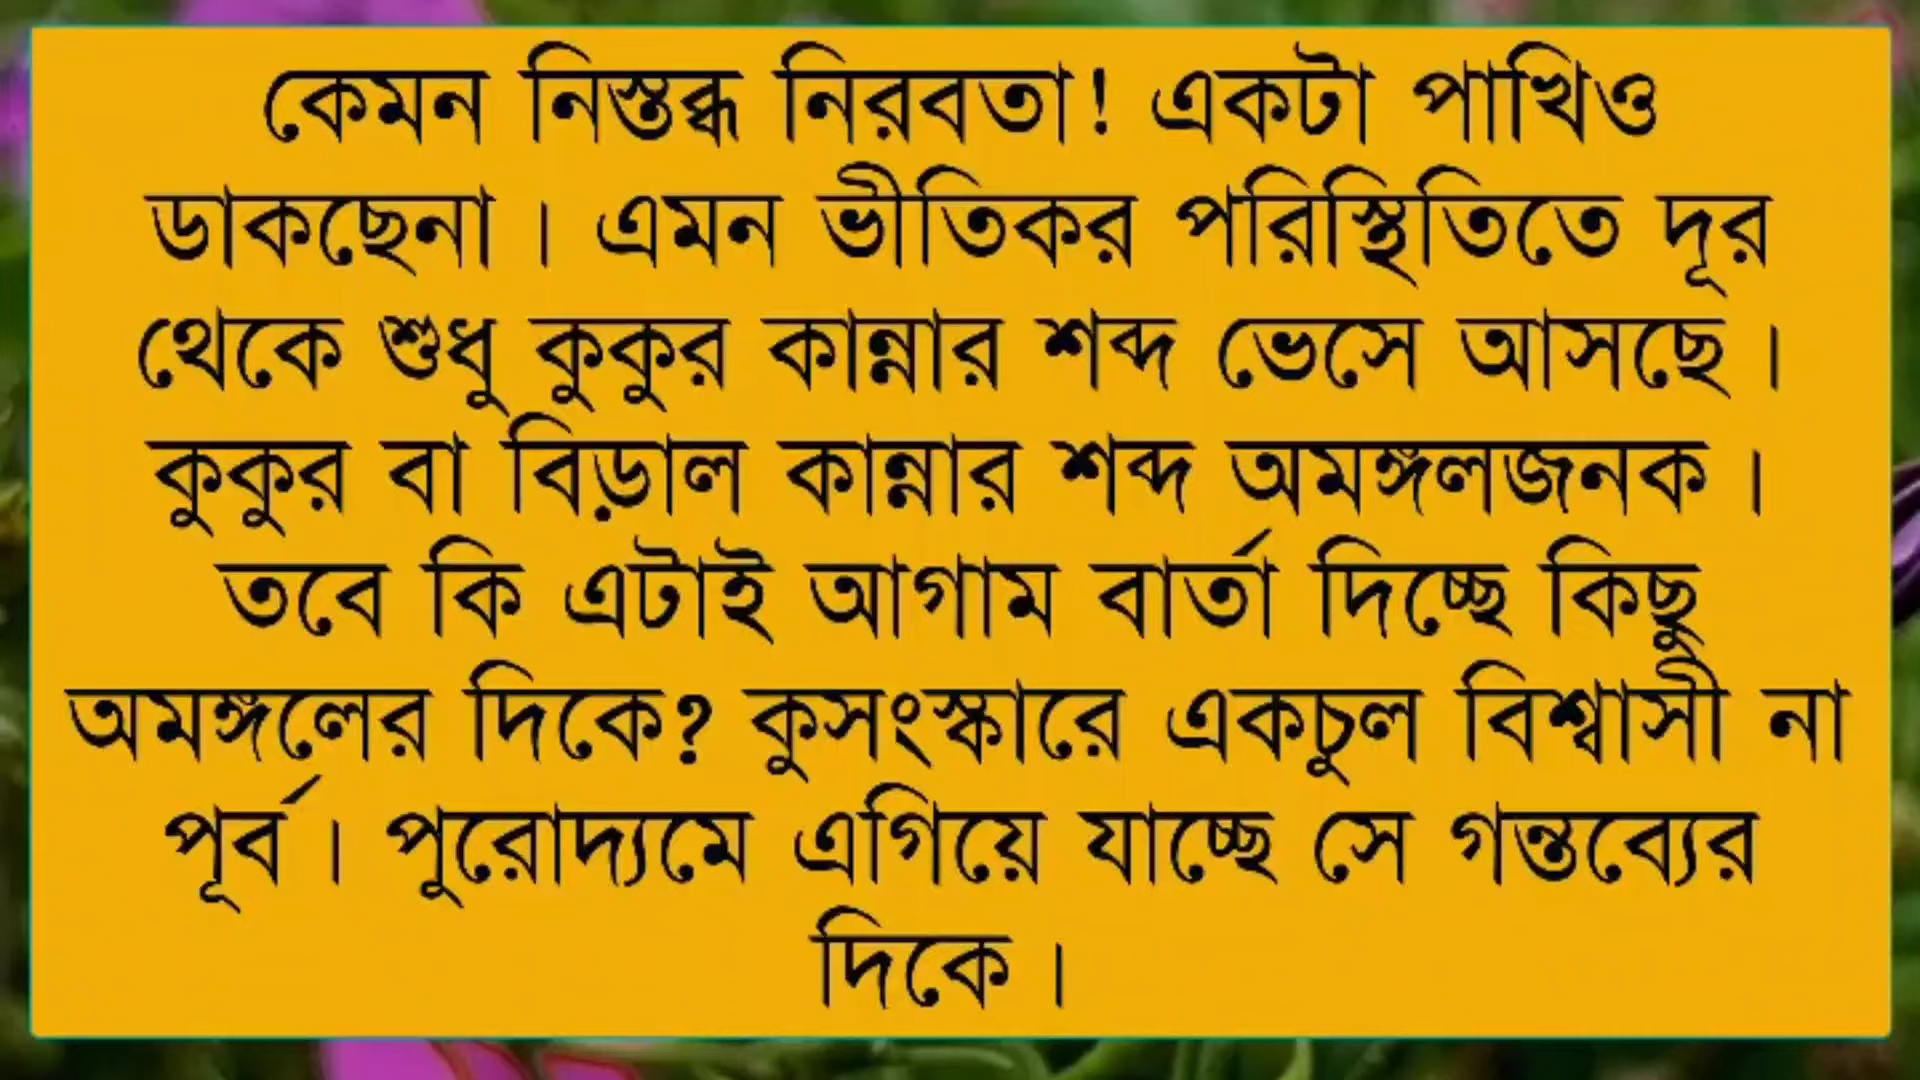 কেমন নিস্তব্ধ নিরবতা! একটা পাখিও
ডাকছেনা। এমন ভীতিকর পরিস্থিতিতে দূর
থেকে শুধু কুকুর কান্নার শব্দ ভেসে আসছে।
কুকুর বা বিড়াল কান্নার শব্দ অমঙ্গলজনক।
তবে কি এটাই আগাম বার্তা দিচ্ছে কিছু
অমঙ্গলের দিকে? কুসংস্কারে একচুল বিশ্বাসী না
পূর্ব। পুরোদ্যমে এগিয়ে যাচ্ছে সে গন্তব্যের
দিকে।